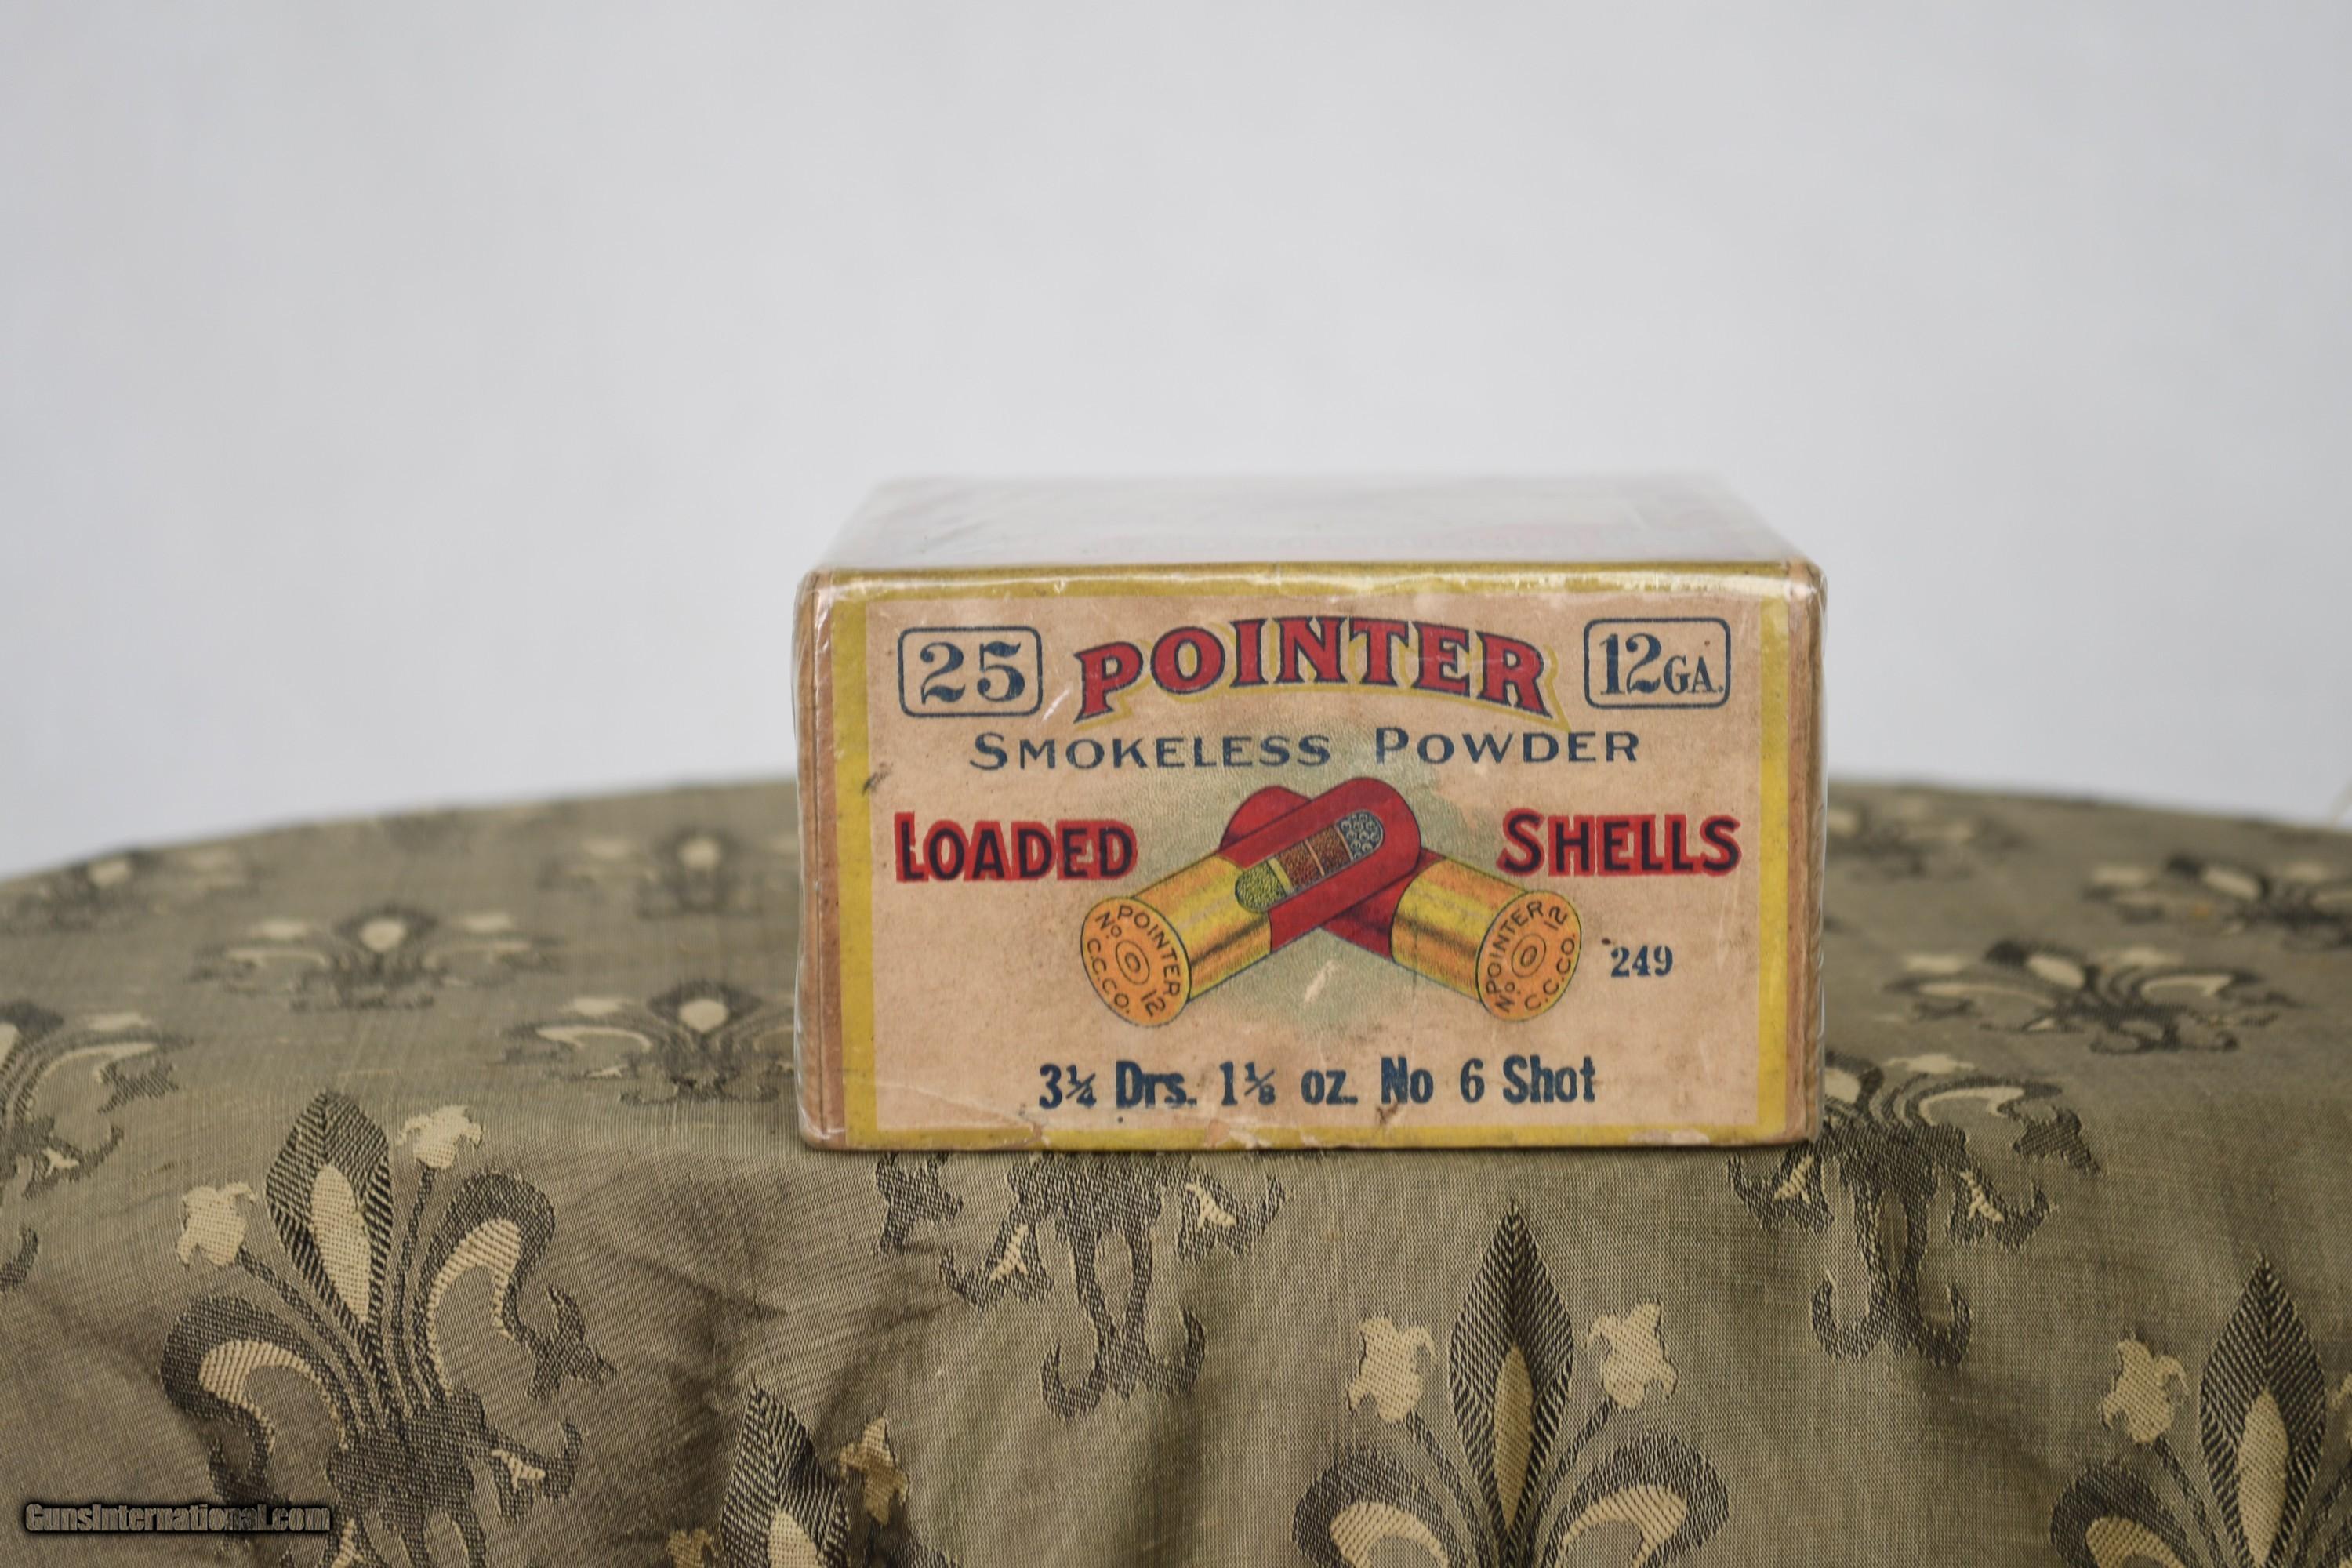 25 POINTER 12GA.
SMOKELESS POWDER
LOADED SHELLS
POINTER
No. 12
C.C.CO.
POINTER
No. 12
C.C.CO.
249
3¼ Drs. 1⅛ oz. No 6 Shot
GunsInternational.com